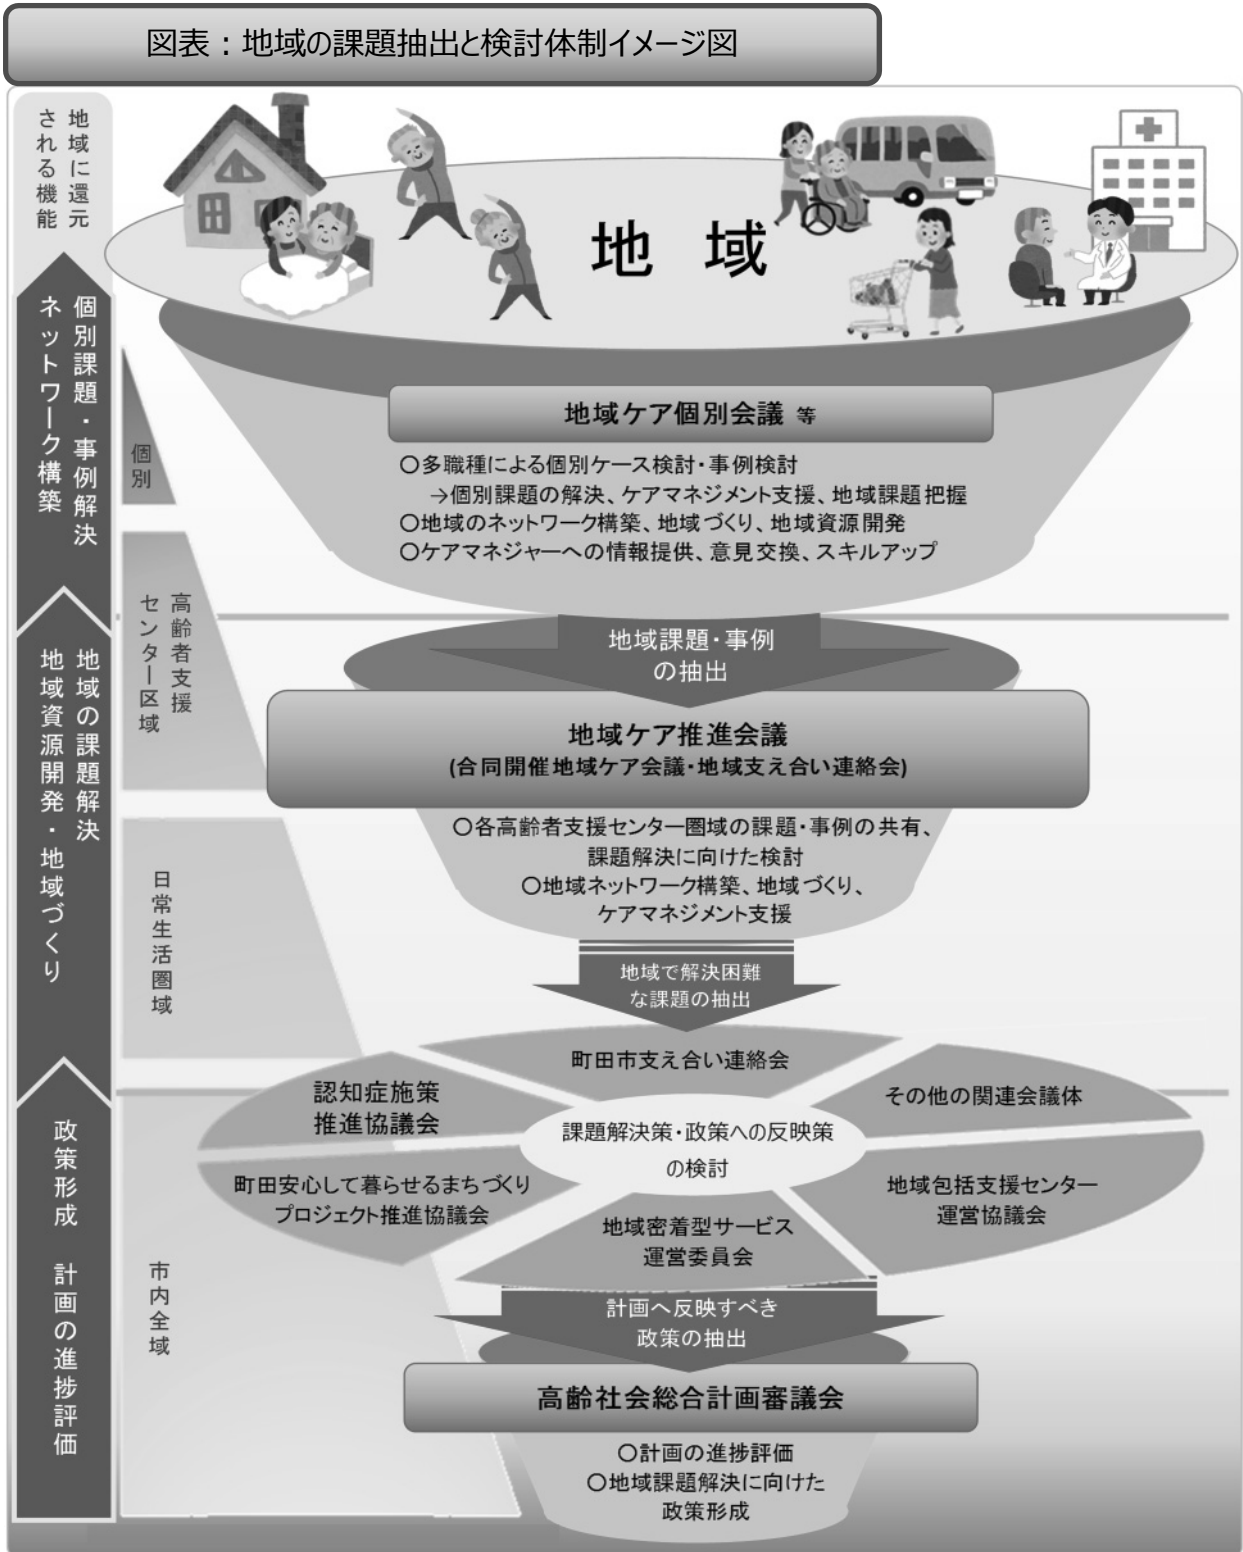 図表：地域の課題抽出と検討体制イメージ図
地域に還元
される機能
個別課題・事例解決
ネットワーク構築
地域の課題解決
地域資源開発・地域づくり
政策形成　計画の進捗評価
個別
高齢者支援
センター区域
日常生活圏域
市内全域
地域
地域ケア個別会議 等
○多職種による個別ケース検討・事例検討
→個別課題の解決、ケアマネジメント支援、地域課題把握
○地域のネットワーク構築、地域づくり、地域資源開発
○ケアマネジャーへの情報提供、意見交換、スキルアップ
地域課題・事例
の抽出
地域ケア推進会議
(合同開催地域ケア会議・地域支え合い連絡会)
○各高齢者支援センター圏域の課題・事例の共有、
課題解決に向けた検討
○地域ネットワーク構築、地域づくり、
ケアマネジメント支援
地域で解決困難
な課題の抽出
町田市支え合い連絡会
認知症施策
推進協議会
その他の関連会議体
課題解決策・政策への反映策
の検討
町田安心して暮らせるまちづくり
プロジェクト推進協議会
地域包括支援センター
運営協議会
地域密着型サービス
運営委員会
計画へ反映すべき
政策の抽出
高齢社会総合計画審議会
○計画の進捗評価
○地域課題解決に向けた
政策形成